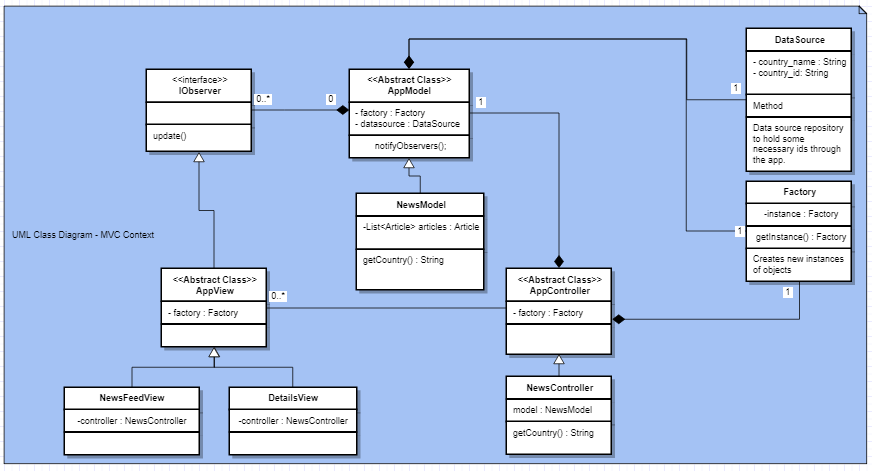 DataSource
- country_name : String
- country_id: String
Method
Data source repository
to hold some
necessary ids through
the app.
<<interface>>
IObserver
update()
0..*
0
<<Abstract Class>>
AppModel
- factory : Factory
- datasource : DataSource
notifyObservers();
1
1
Factory
-instance : Factory
getInstance() : Factory
Creates new instances
of objects
1
1
NewsModel
-List<Article> articles : Article
getCountry() : String
UML Class Diagram - MVC Context
<<Abstract Class>>
AppView
- factory : Factory
0..*
<<Abstract Class>>
AppController
- factory : Factory
NewsFeedView
-controller : NewsController
DetailsView
-controller : NewsController
NewsController
model : NewsModel
getCountry() : String